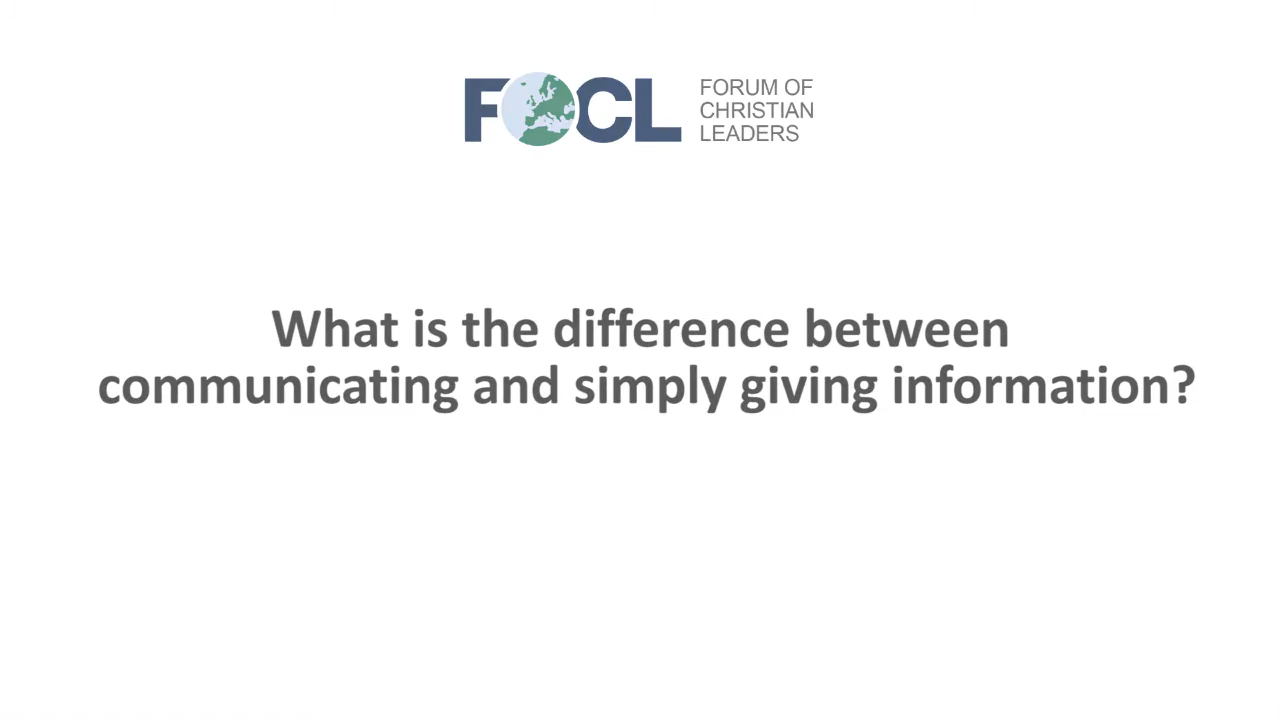 FOCL
FORUM OF
CHRISTIAN
LEADERS
What is the difference between
communicating and simply giving information?